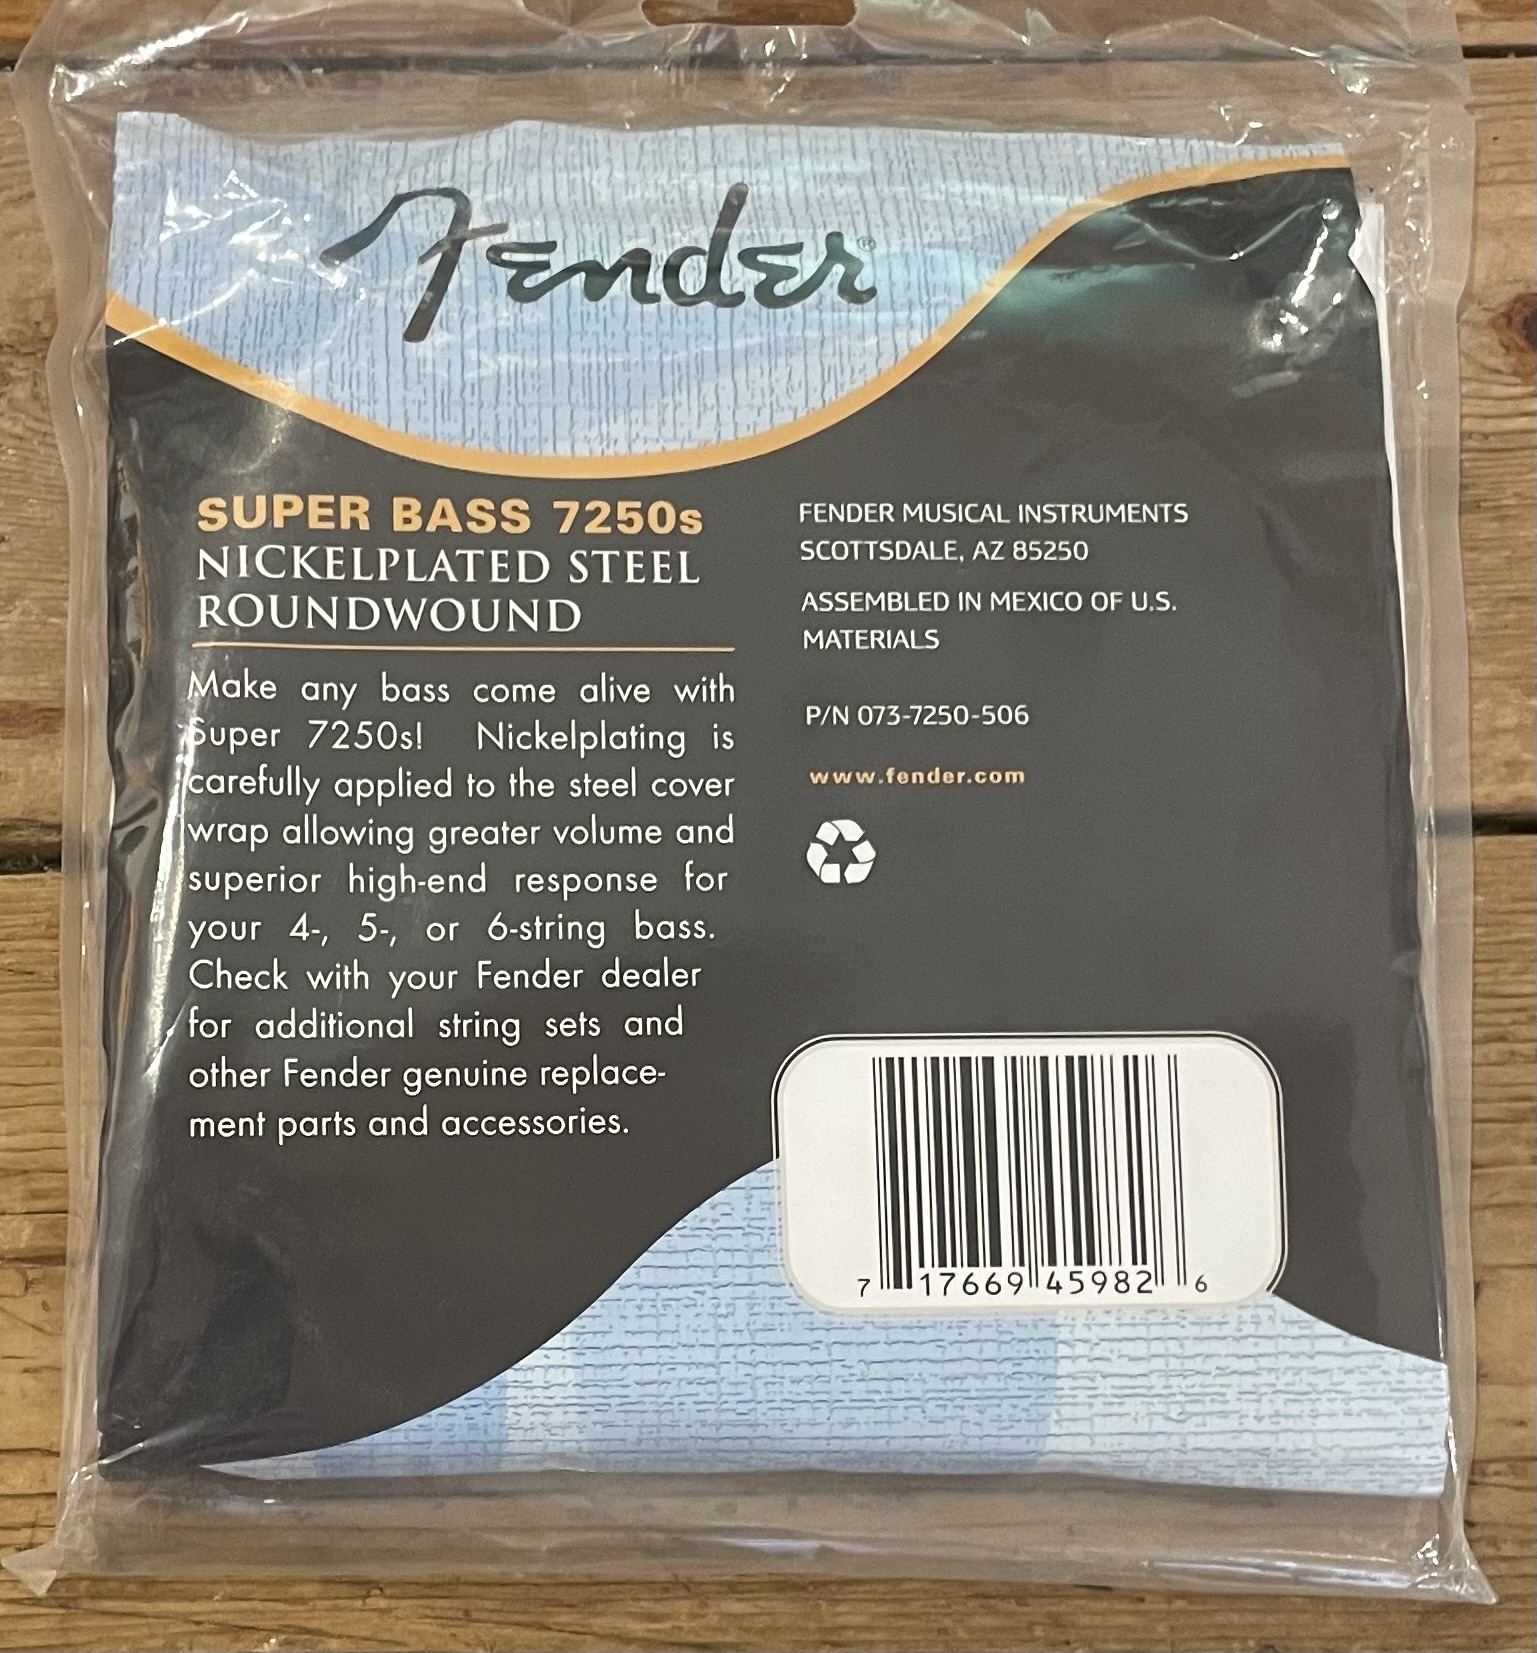 Fender®
SUPER BASS 7250s
NICKELPLATED STEEL
ROUNDWOUND
Make any bass come alive with
Super 7250s! Nickelplating is
carefully applied to the steel cover
wrap allowing greater volume and
superior high-end response for
your 4-, 5-, or 6-string bass.
Check with your Fender dealer
for additional string sets and
other Fender genuine replace-
ment parts and accessories.
FENDER MUSICAL INSTRUMENTS
SCOTTSDALE, AZ 85250
ASSEMBLED IN MEXICO OF U.S.
MATERIALS
P/N 073-7250-506
www.fender.com
7 17669 45982 6